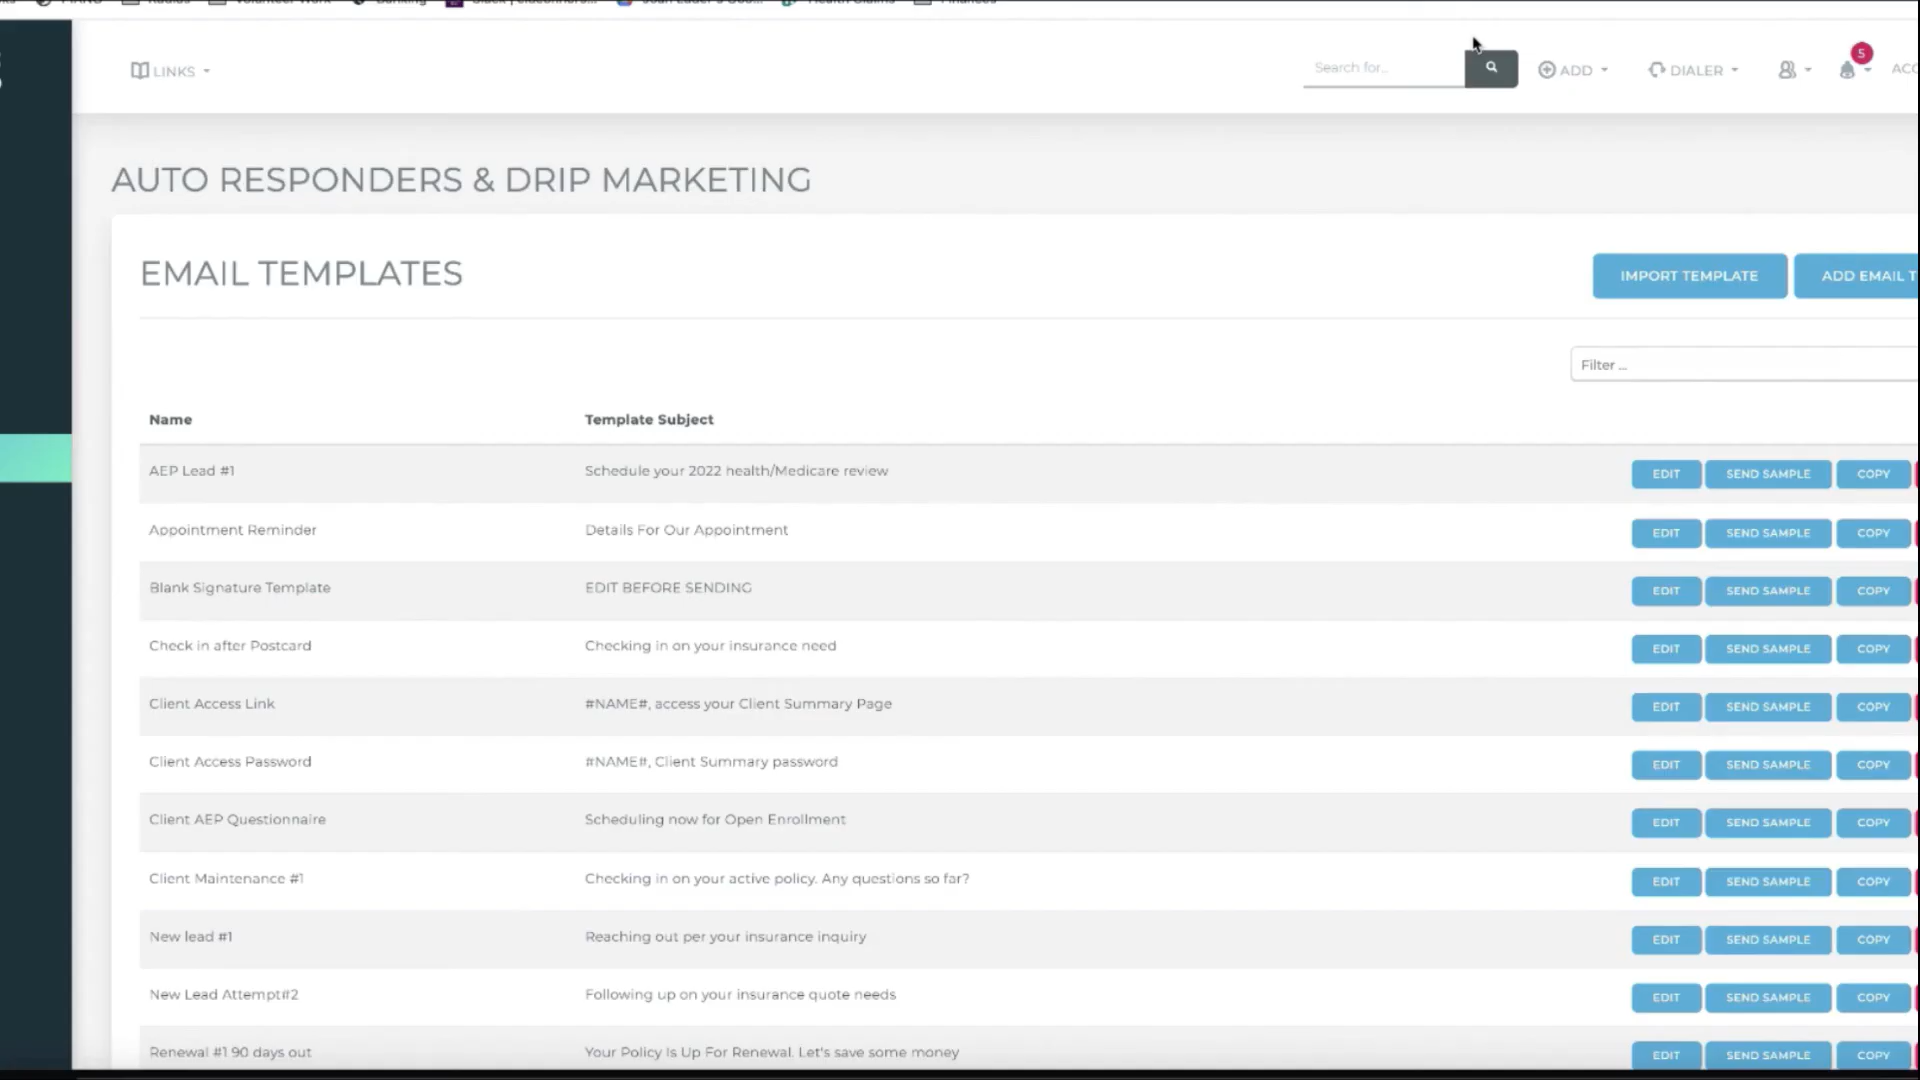 LINKS
Search for...
ADD
DIALER
5
AUTO RESPONDERS & DRIP MARKETING
EMAIL TEMPLATES
IMPORT TEMPLATE
ADD EMAIL
Filter ...
Name Template Subject
AEP Lead #1 Schedule your 2022 health/Medicare review EDIT SEND SAMPLE COPY
Appointment Reminder Details For Our Appointment EDIT SEND SAMPLE COPY
Blank Signature Template EDIT BEFORE SENDING EDIT SEND SAMPLE COPY
Check in after Postcard Checking in on your insurance need EDIT SEND SAMPLE COPY
Client Access Link #NAME#, access your Client Summary Page EDIT SEND SAMPLE COPY
Client Access Password #NAME#, Client Summary password EDIT SEND SAMPLE COPY
Client AEP Questionnaire Scheduling now for Open Enrollment EDIT SEND SAMPLE COPY
Client Maintenance #1 Checking in on your active policy. Any questions so far? EDIT SEND SAMPLE COPY
New lead #1 Reaching out per your insurance inquiry EDIT SEND SAMPLE COPY
New Lead Attempt#2 Following up on your insurance quote needs EDIT SEND SAMPLE COPY
Renewal #1 90 days out Your Policy Is Up For Renewal. Let's save some money EDIT SEND SAMPLE COPY